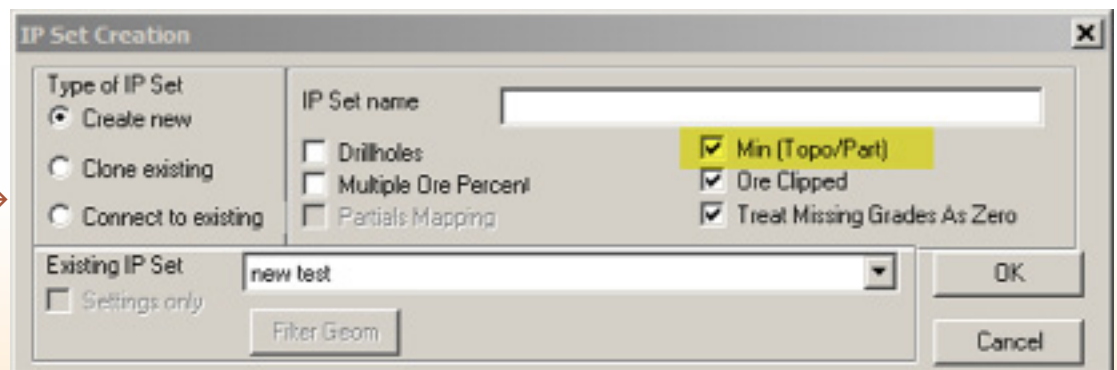 IP Set Creation
Type of IP Set
Create new
Clone existing
Connect to existing
IP Set name
Drillholes
Multiple Ore Percent
Partials Mapping
Min (Topo/Part)
Ore Clipped
Treat Missing Grades As Zero
Existing IP Set
new test
Settings only
Filter Geom
OK
Cancel